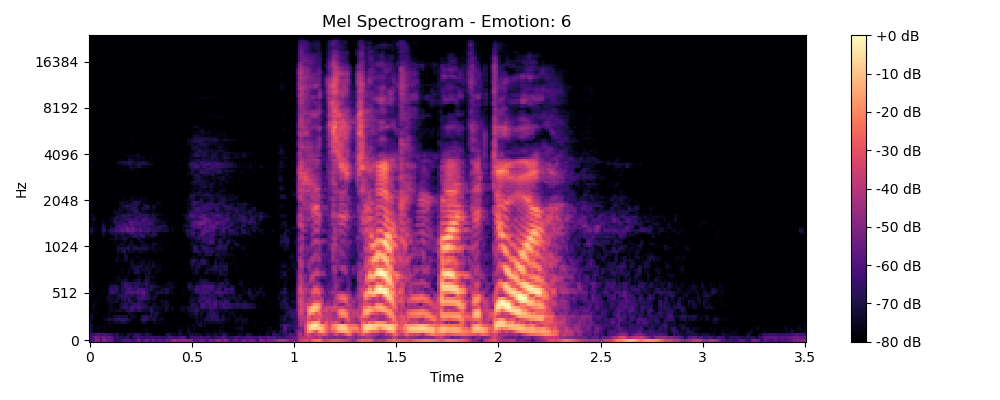 Mel Spectrogram - Emotion: 6
Hz
16384
8192
4096
2048
1024
512
0
0
0.5
1
1.5
2
2.5
3
3.5
Time
+0 dB
-10 dB
-20 dB
-30 dB
-40 dB
-50 dB
-60 dB
-70 dB
-80 dB